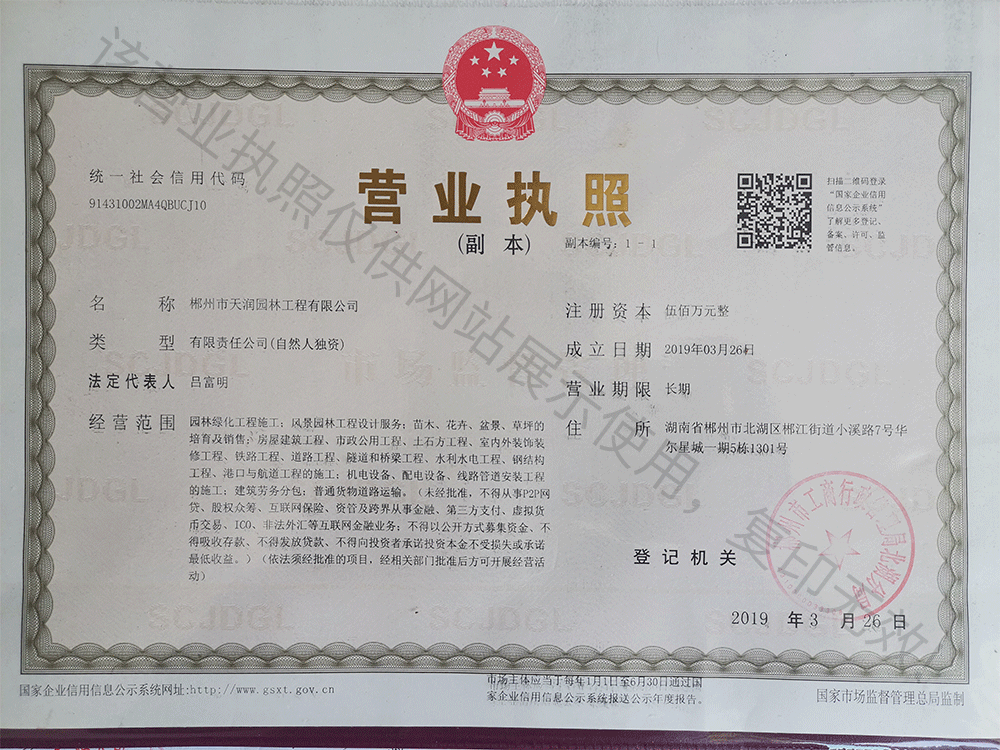 统一社会信用代码
91431002MA4QBUCJ10
营业执照
(副本)
副本编号：1－1
扫描二维码登录
“国家企业信用
信息公示系统”
了解更多登记、
备案、许可、监
管信息。
名称 郴州市天润园林工程有限公司
类型 有限责任公司(自然人独资)
法定代表人 吕富明
经营范围 园林绿化工程施工；风景园林工程设计服务；苗木、花卉、盆景、草坪的
培育及销售；房屋建筑工程、市政公用工程、土石方工程、室内外装饰装
修工程、铁路工程、道路工程、隧道和桥梁工程、水利水电工程、钢结构
工程、港口与航道工程的施工；机电设备、配电设备、线路管道安装工程
的施工；建筑劳务分包；普通货物道路运输。（未经批准，不得从事P2P网
贷、股权众筹、互联网保险、资管及跨界从事金融、第三方支付、虚拟货
币交易、ICO、非法外汇等互联网金融业务；不得以公开方式募集资金、不
得吸收存款、不得发放贷款、不得向投资者承诺投资本金不受损失或承诺
最低收益。）（依法须经批准的项目，经相关部门批准后方可开展经营活
动）
注册资本 伍佰万元整
成立日期 2019年03月26日
营业期限 长期
住所 湖南省郴州市北湖区郴江街道小溪路7号华
尔星城一期5栋1301号
登记机关
2019 年 3 月 26 日
该营业执照仅供网站展示使用，复印无效
国家企业信用信息公示系统网址:http://www.gsxt.gov.cn
市场主体应当于每年1月1日至6月30日通过国
家企业信用信息公示系统报送公示年度报告。
国家市场监督管理总局监制